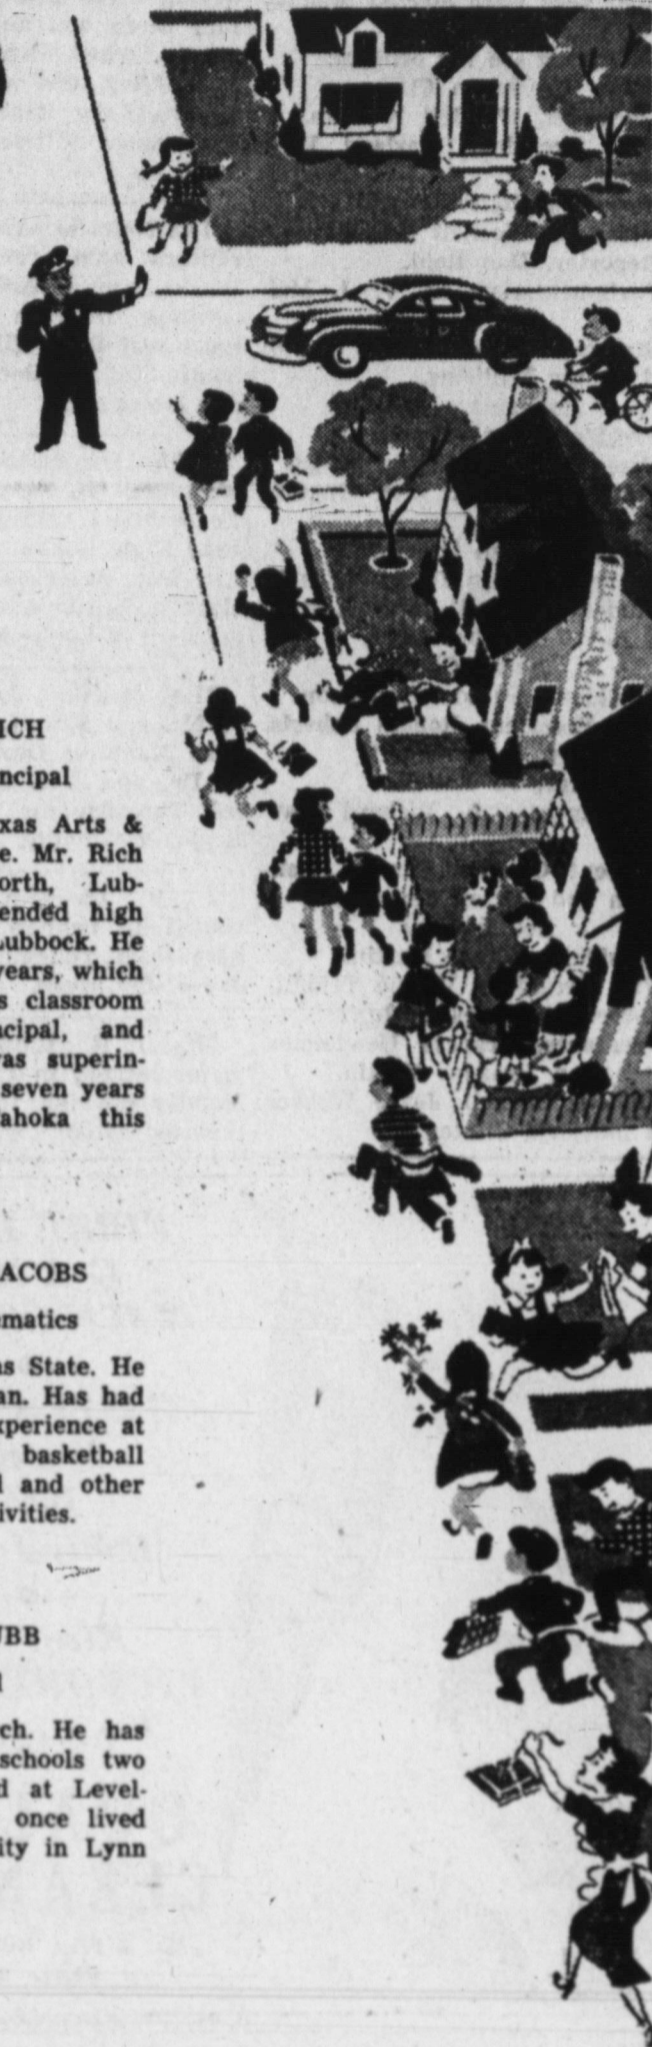 ICH
ncipal
xas Arts &
e. Mr. Rich
orth, Lub-
ended high
Lubbock. He
years, which
s classroom
ncipal, and
as superin-
seven years
ahoka this
ACOBS
ematics
as State. He
an. Has had
xperience at
basketball
l and other
ivities.
UBB
l
ch. He has
schools two
d at Level-
once lived
ity in Lynn